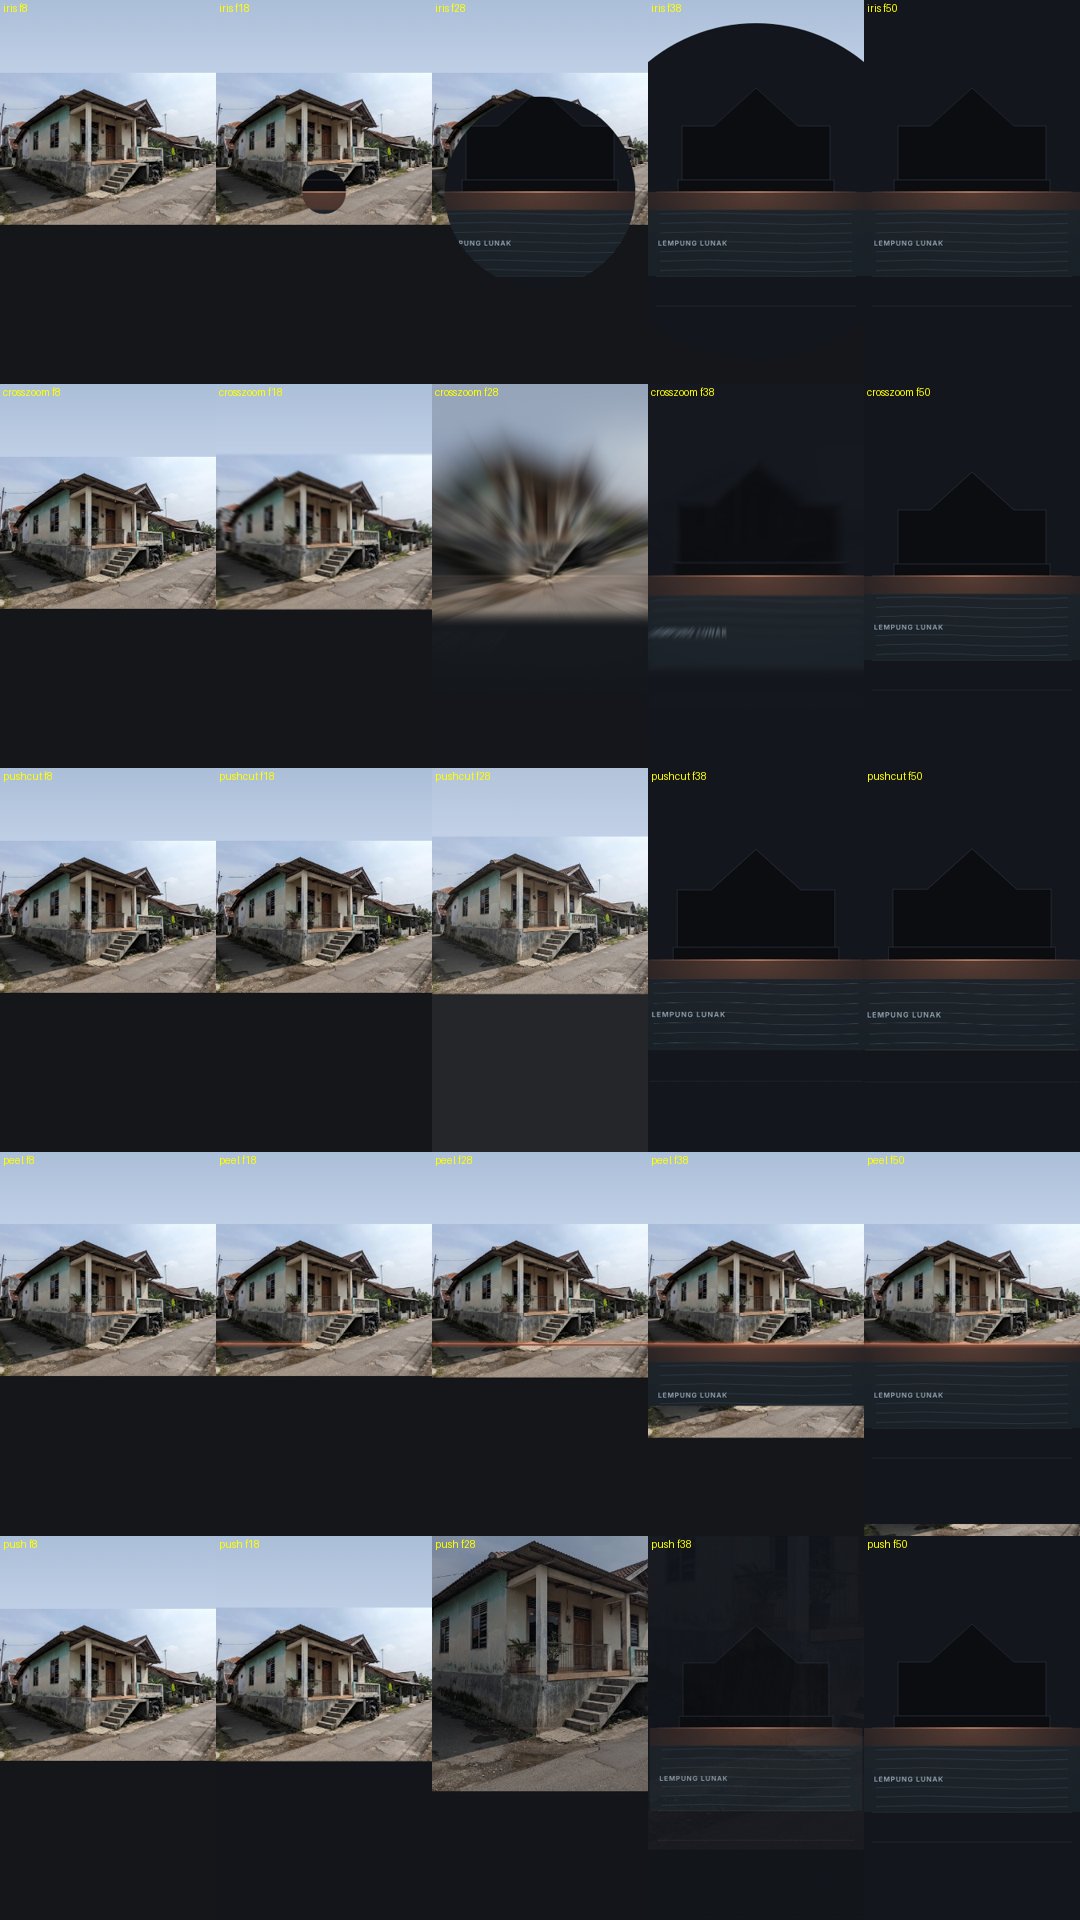 iris f8
iris f18
iris f28
iris f38
iris f50
PUNG LUNAK
LEMPUNG LUNAK
LEMPUNG LUNAK
crosszoom f8
crosszoom f18
crosszoom f28
crosszoom f38
crosszoom f50
LEMPUNG LUNAK
LEMPUNG LUNAK
pushcut f8
pushcut f18
pushcut f28
pushcut f38
pushcut f50
LEMPUNG LUNAK
LEMPUNG LUNAK
peel f8
peel f18
peel f28
peel f38
peel f50
LEMPUNG LUNAK
LEMPUNG LUNAK
push f8
push f18
push f28
push f38
push f50
LEMPUNG LUNAK
LEMPUNG LUNAK